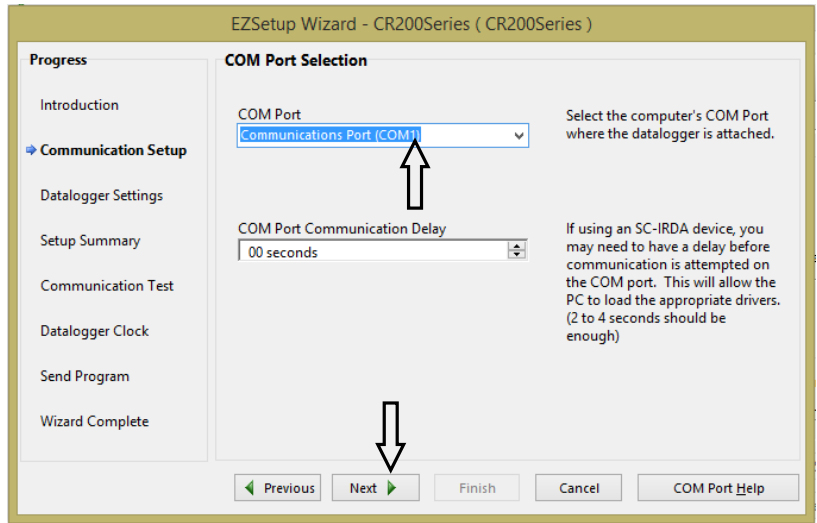 EZSetup Wizard - CR200Series ( CR200Series )
Progress
Introduction
Communication Setup
Datalogger Settings
Setup Summary
Communication Test
Datalogger Clock
Send Program
Wizard Complete
COM Port Selection
COM Port
Communications Port (COM1)
Select the computer's COM Port
where the datalogger is attached.
COM Port Communication Delay
00 seconds
If using an SC-IRDA device, you
may need to have a delay before
communication is attempted on
the COM port.  This will allow the
PC to load the appropriate drivers.
(2 to 4 seconds should be
enough)
Previous
Next
Finish
Cancel
COM Port Help